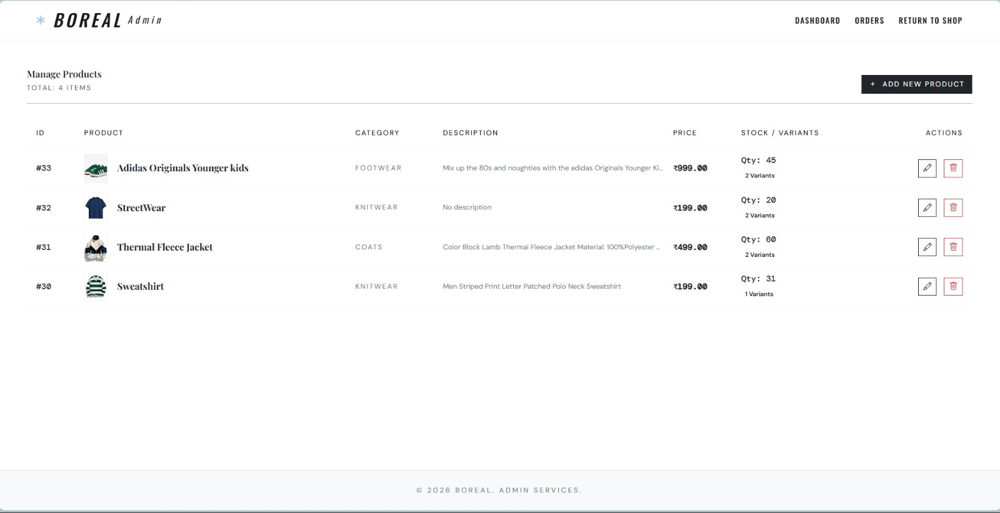 BOREAL Admin
DASHBOARD ORDERS RETURN TO SHOP
Manage Products
TOTAL: 4 ITEMS
+ ADD NEW PRODUCT
ID PRODUCT CATEGORY DESCRIPTION PRICE STOCK / VARIANTS ACTIONS
#33 Adidas Originals Younger kids FOOTWEAR Mix up the 80s and noughties with the adidas Originals Younger Ki... ₹999.00 Qty: 45
2 Variants
#32 StreetWear KNITWEAR No description ₹199.00 Qty: 20
2 Variants
#31 Thermal Fleece Jacket COATS Color Block Lamb Thermal Fleece Jacket Material: 100%Polyester ... ₹499.00 Qty: 60
2 Variants
#30 Sweatshirt KNITWEAR Men Striped Print Letter Patched Polo Neck Sweatshirt ₹199.00 Qty: 31
1 Variants
© 2026 BOREAL. ADMIN SERVICES.